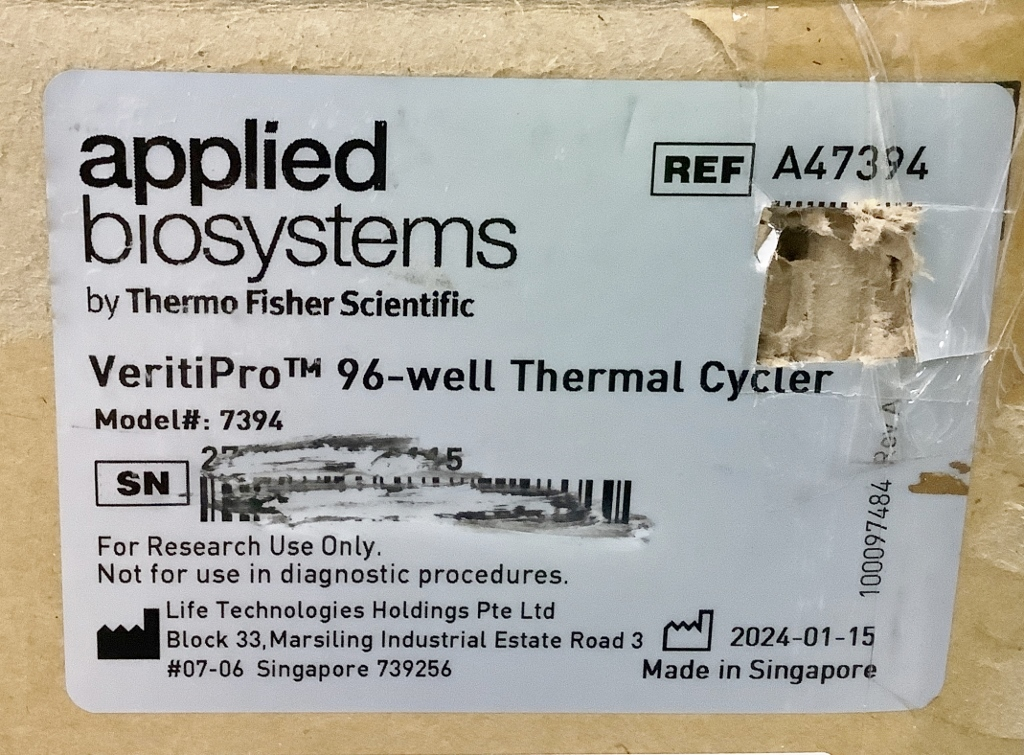 applied
biosystems
by Thermo Fisher Scientific
REF A47394
VeritiPro™ 96-well Thermal Cycler
Model#: 7394
SN
For Research Use Only.
Not for use in diagnostic procedures.
Life Technologies Holdings Pte Ltd
Block 33, Marsiling Industrial Estate Road 3
#07-06 Singapore 739256
2024-01-15
Made in Singapore
100097484 Rev A